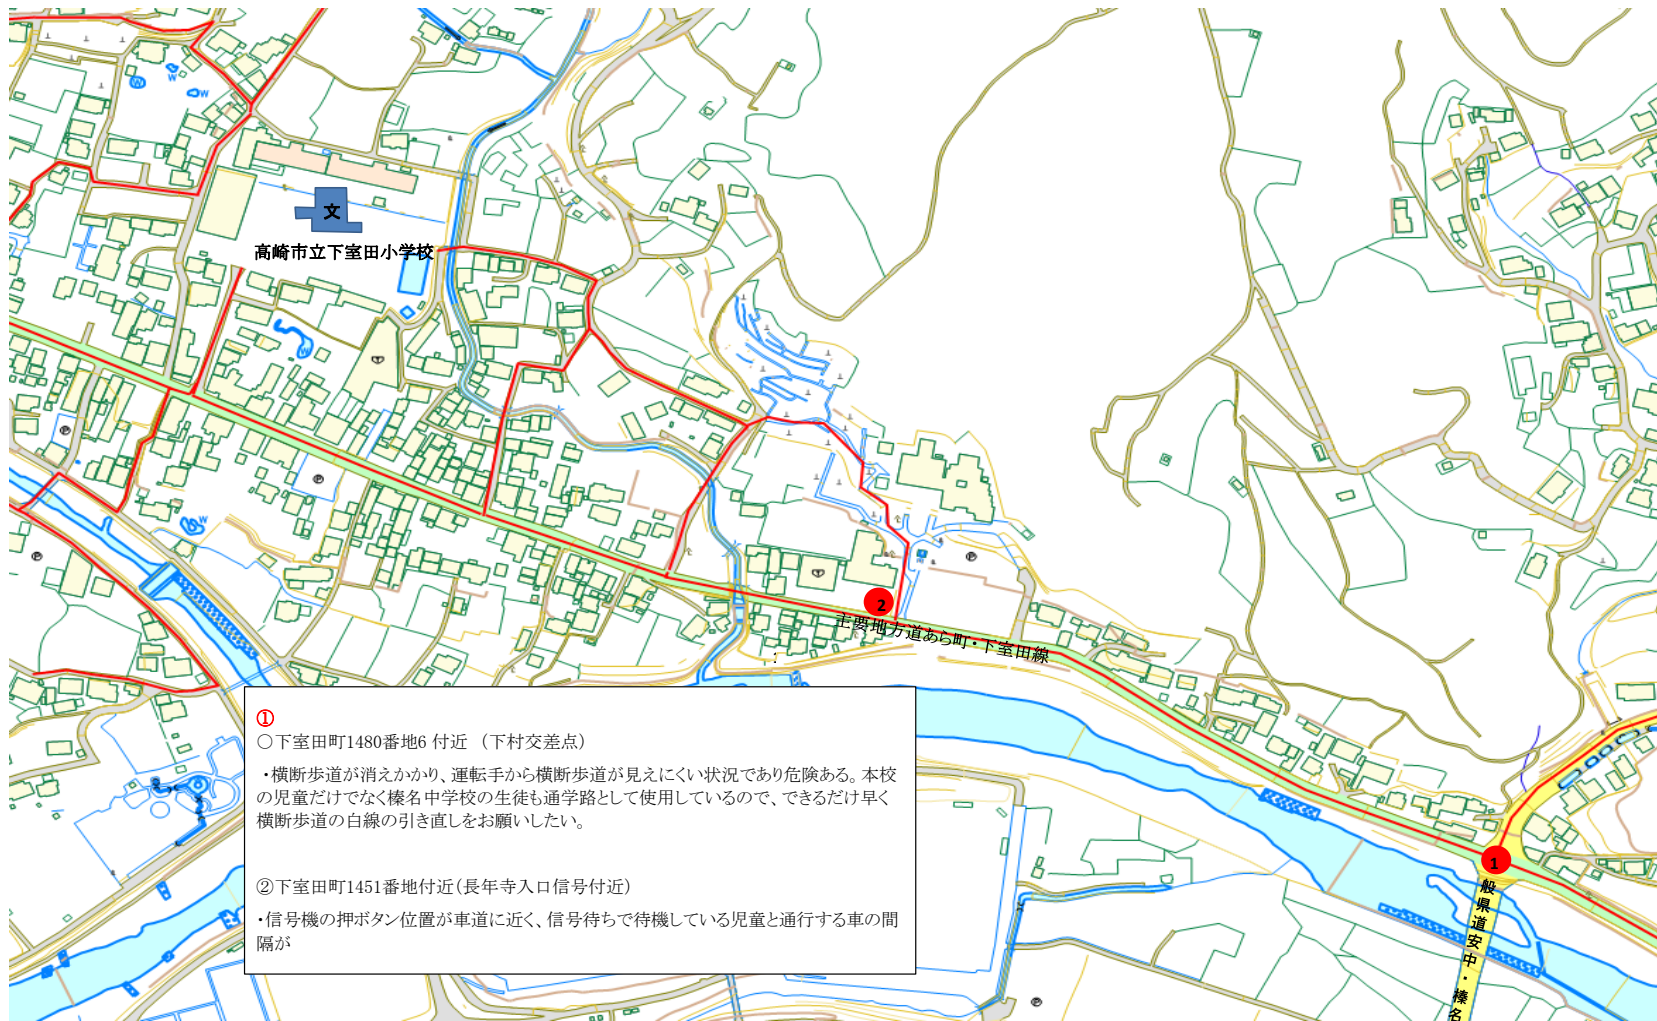 文
高崎市立下室田小学校
2
主要地方道あら町・下室田線
1
般県道安中・榛名
①
○下室田町1480番地6 付近　（下村交差点）
・横断歩道が消えかかり、運転手から横断歩道が見えにくい状況であり危険ある。本校
の児童だけでなく榛名中学校の生徒も通学路として使用しているので、できるだけ早く
横断歩道の白線の引き直しをお願いしたい。
②下室田町1451番地付近（長年寺入口信号付近）
・信号機の押ボタン位置が車道に近く、信号待ちで待機している児童と通行する車の間
隔が